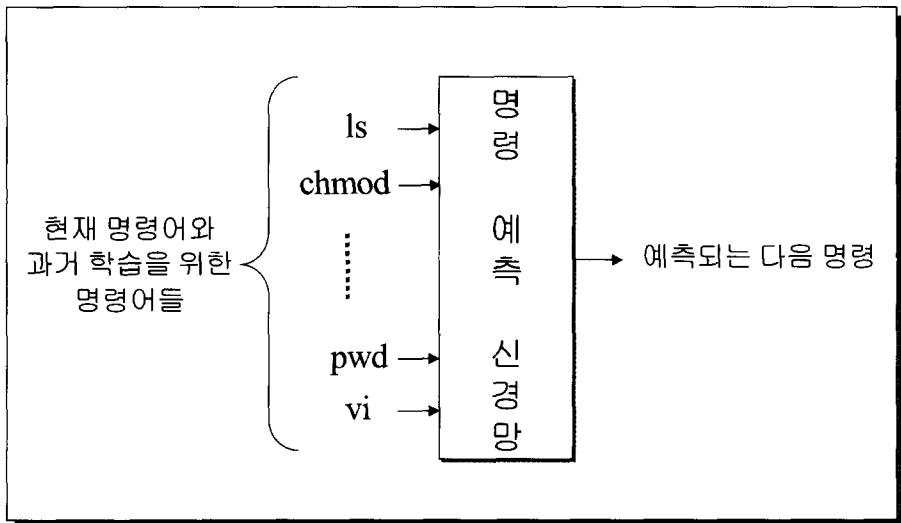 현재 명령어와
과거 학습을 위한
명령어들
ls
chmod
pwd
vi
명령 예측 신경망
예측되는 다음 명령